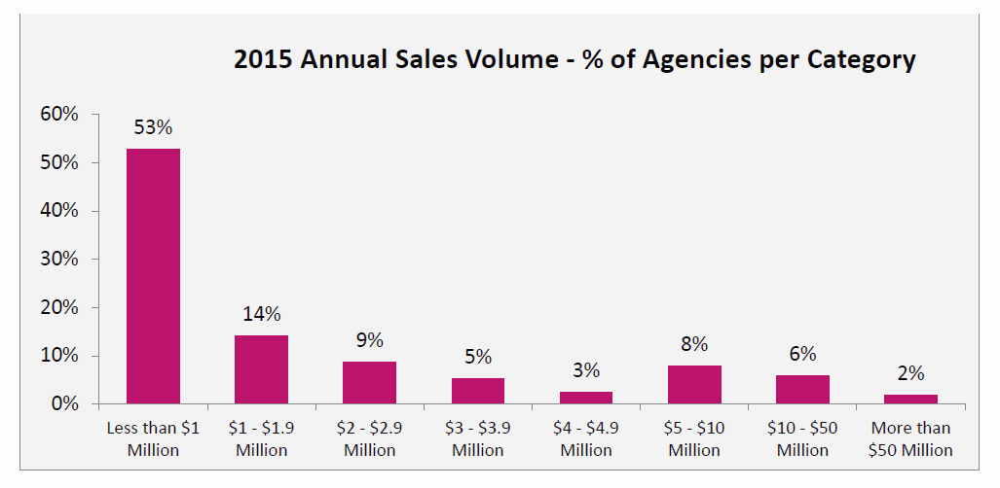 2015 Annual Sales Volume - % of Agencies per Category
60%
50%
40%
30%
20%
10%
0%
53%
14%
9%
5%
3%
8%
6%
2%
Less than $1
Million
$1 - $1.9
Million
$2 - $2.9
Million
$3 - $3.9
Million
$4 - $4.9
Million
$5 - $10
Million
$10 - $50
Million
More than
$50 Million